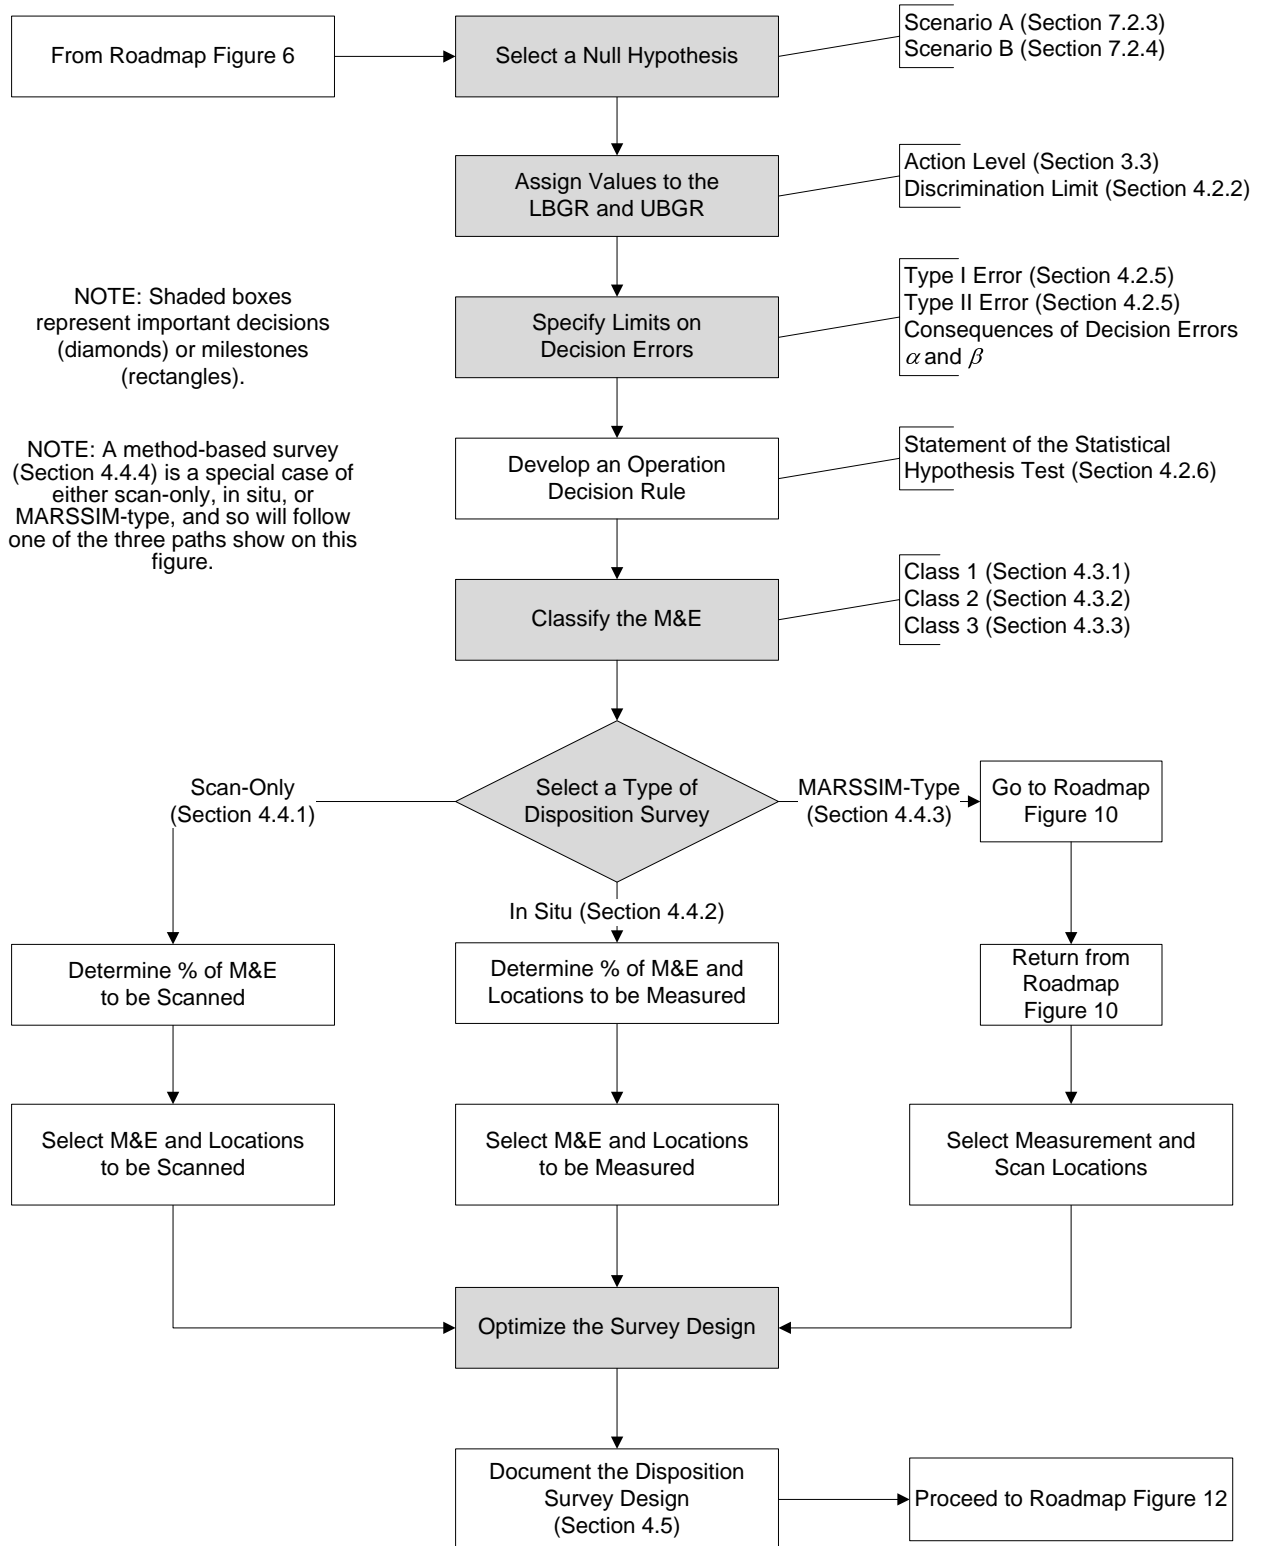 From Roadmap Figure 6
Select a Null Hypothesis
Scenario A (Section 7.2.3)
Scenario B (Section 7.2.4)
Assign Values to the
LBGR and UBGR
Action Level (Section 3.3)
Discrimination Limit (Section 4.2.2)
NOTE: Shaded boxes
represent important decisions
(diamonds) or milestones
(rectangles).
Specify Limits on
Decision Errors
Type I Error (Section 4.2.5)
Type II Error (Section 4.2.5)
Consequences of Decision Errors
α and β
NOTE: A method-based survey
(Section 4.4.4) is a special case of
either scan-only, in situ, or
MARSSIM-type, and so will follow
one of the three paths show on this
figure.
Develop an Operation
Decision Rule
Statement of the Statistical
Hypothesis Test (Section 4.2.6)
Classify the M&E
Class 1 (Section 4.3.1)
Class 2 (Section 4.3.2)
Class 3 (Section 4.3.3)
Scan-Only
(Section 4.4.1)
Select a Type of
Disposition Survey
MARSSIM-Type
(Section 4.4.3)
Go to Roadmap
Figure 10
In Situ (Section 4.4.2)
Determine % of M&E
to be Scanned
Determine % of M&E and
Locations to be Measured
Return from
Roadmap
Figure 10
Select M&E and Locations
to be Scanned
Select M&E and Locations
to be Measured
Select Measurement and
Scan Locations
Optimize the Survey Design
Document the Disposition
Survey Design
(Section 4.5)
Proceed to Roadmap Figure 12